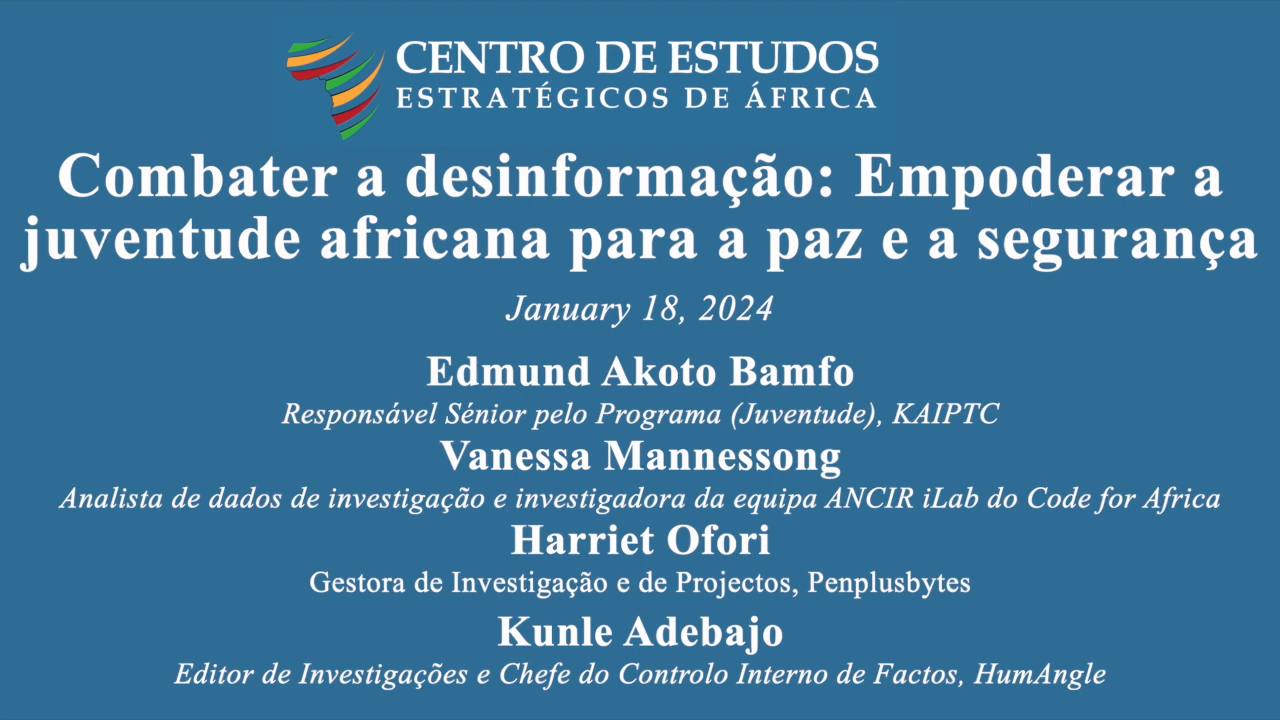 CENTRO DE ESTUDOS
ESTRATÉGICOS DE ÁFRICA
Combater a desinformação: Empoderar a
juventude africana para a paz e a segurança
January 18, 2024
Edmund Akoto Bamfo
Responsável Sénior pelo Programa (Juventude), KAIPTC
Vanessa Mannessong
Analista de dados de investigação e investigadora da equipa ANCIR iLab do Code for Africa
Harriet Ofori
Gestora de Investigação e de Projectos, Penplusbytes
Kunle Adebajo
Editor de Investigações e Chefe do Controlo Interno de Factos, HumAngle